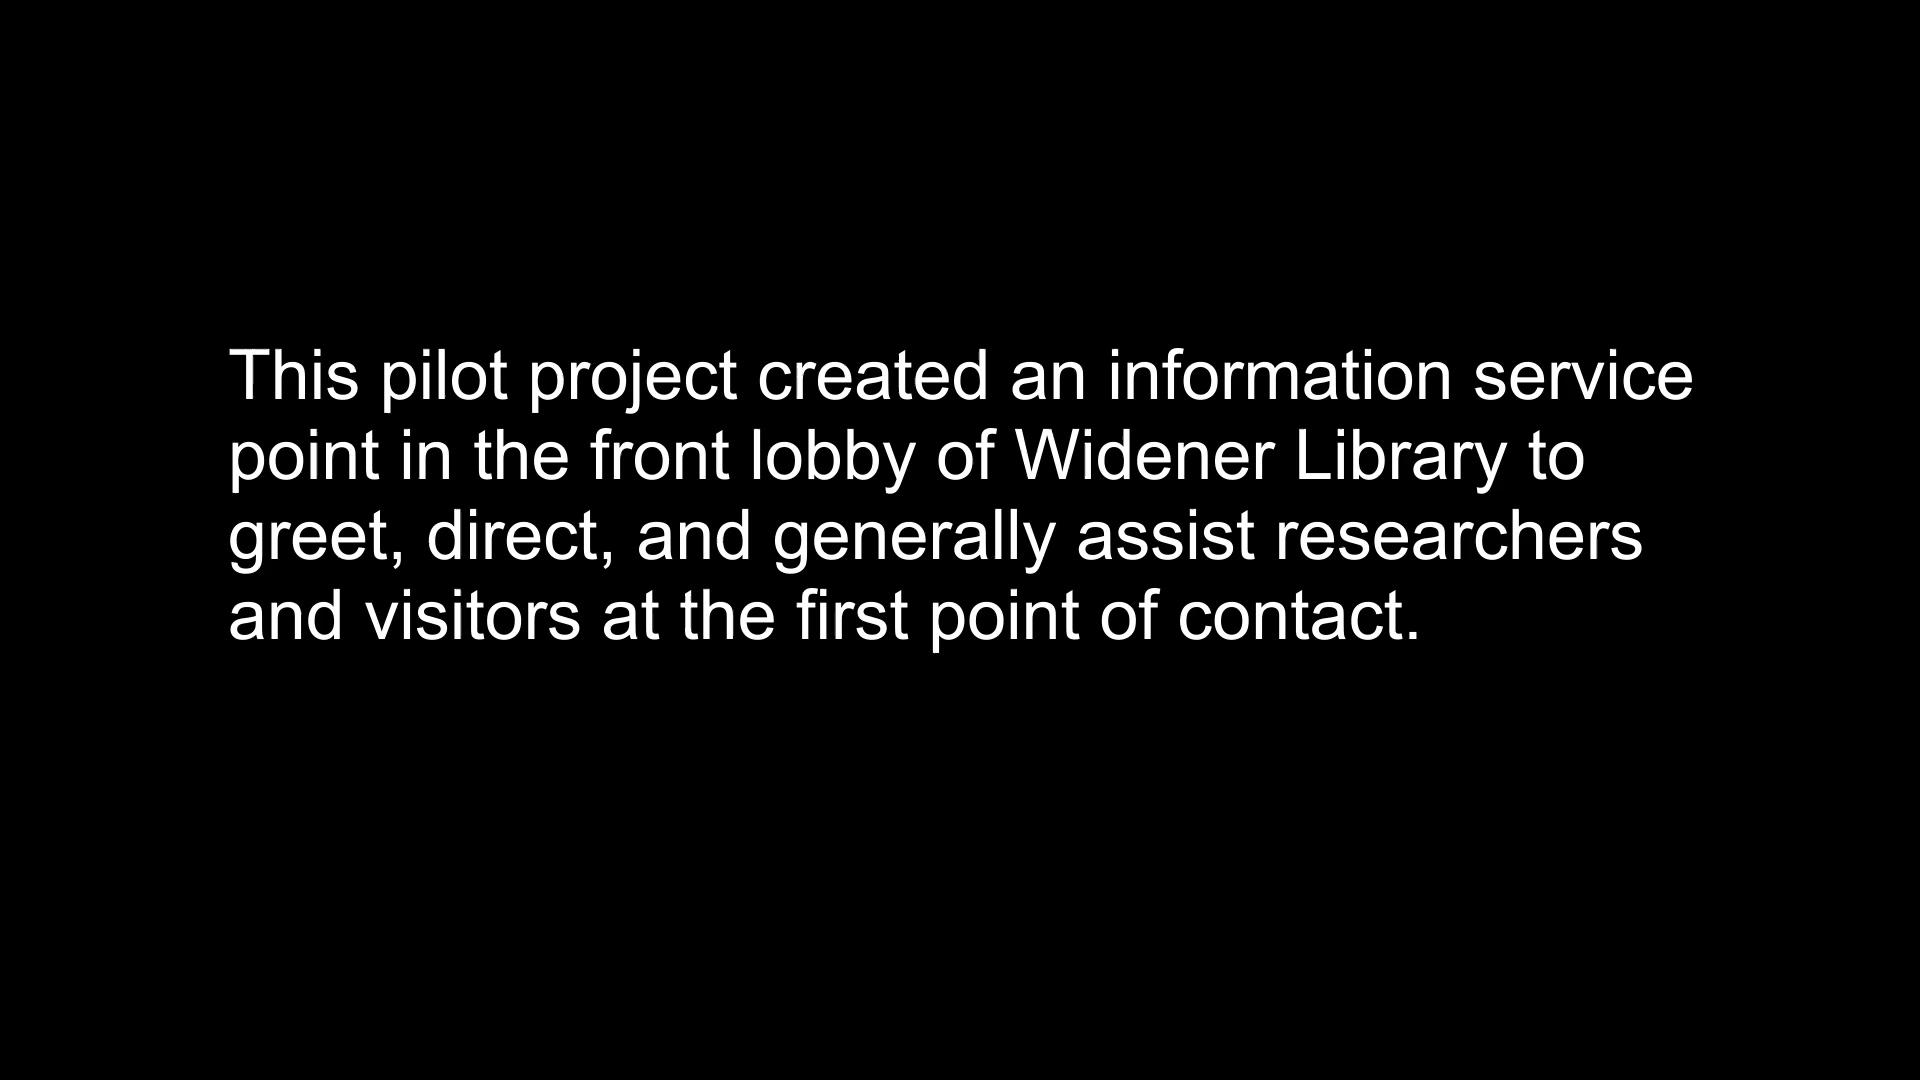 This pilot project created an information service
point in the front lobby of Widener Library to
greet, direct, and generally assist researchers
and visitors at the first point of contact.